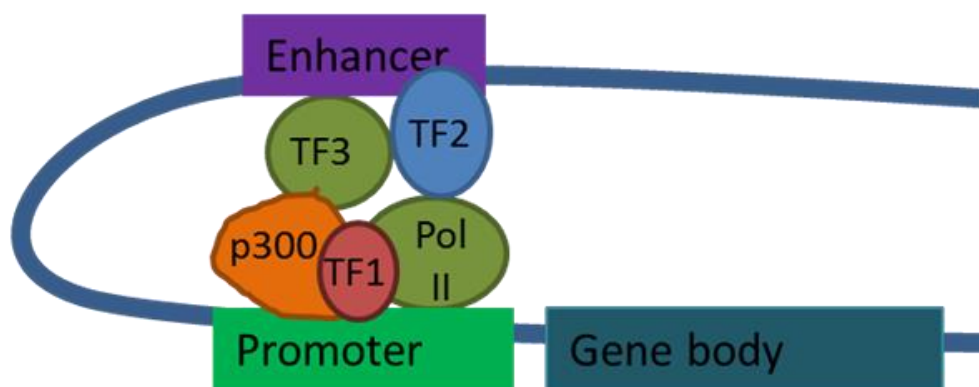 Enhancer
TF3
TF2
p300
TF1
Pol
II
Promoter
Gene body